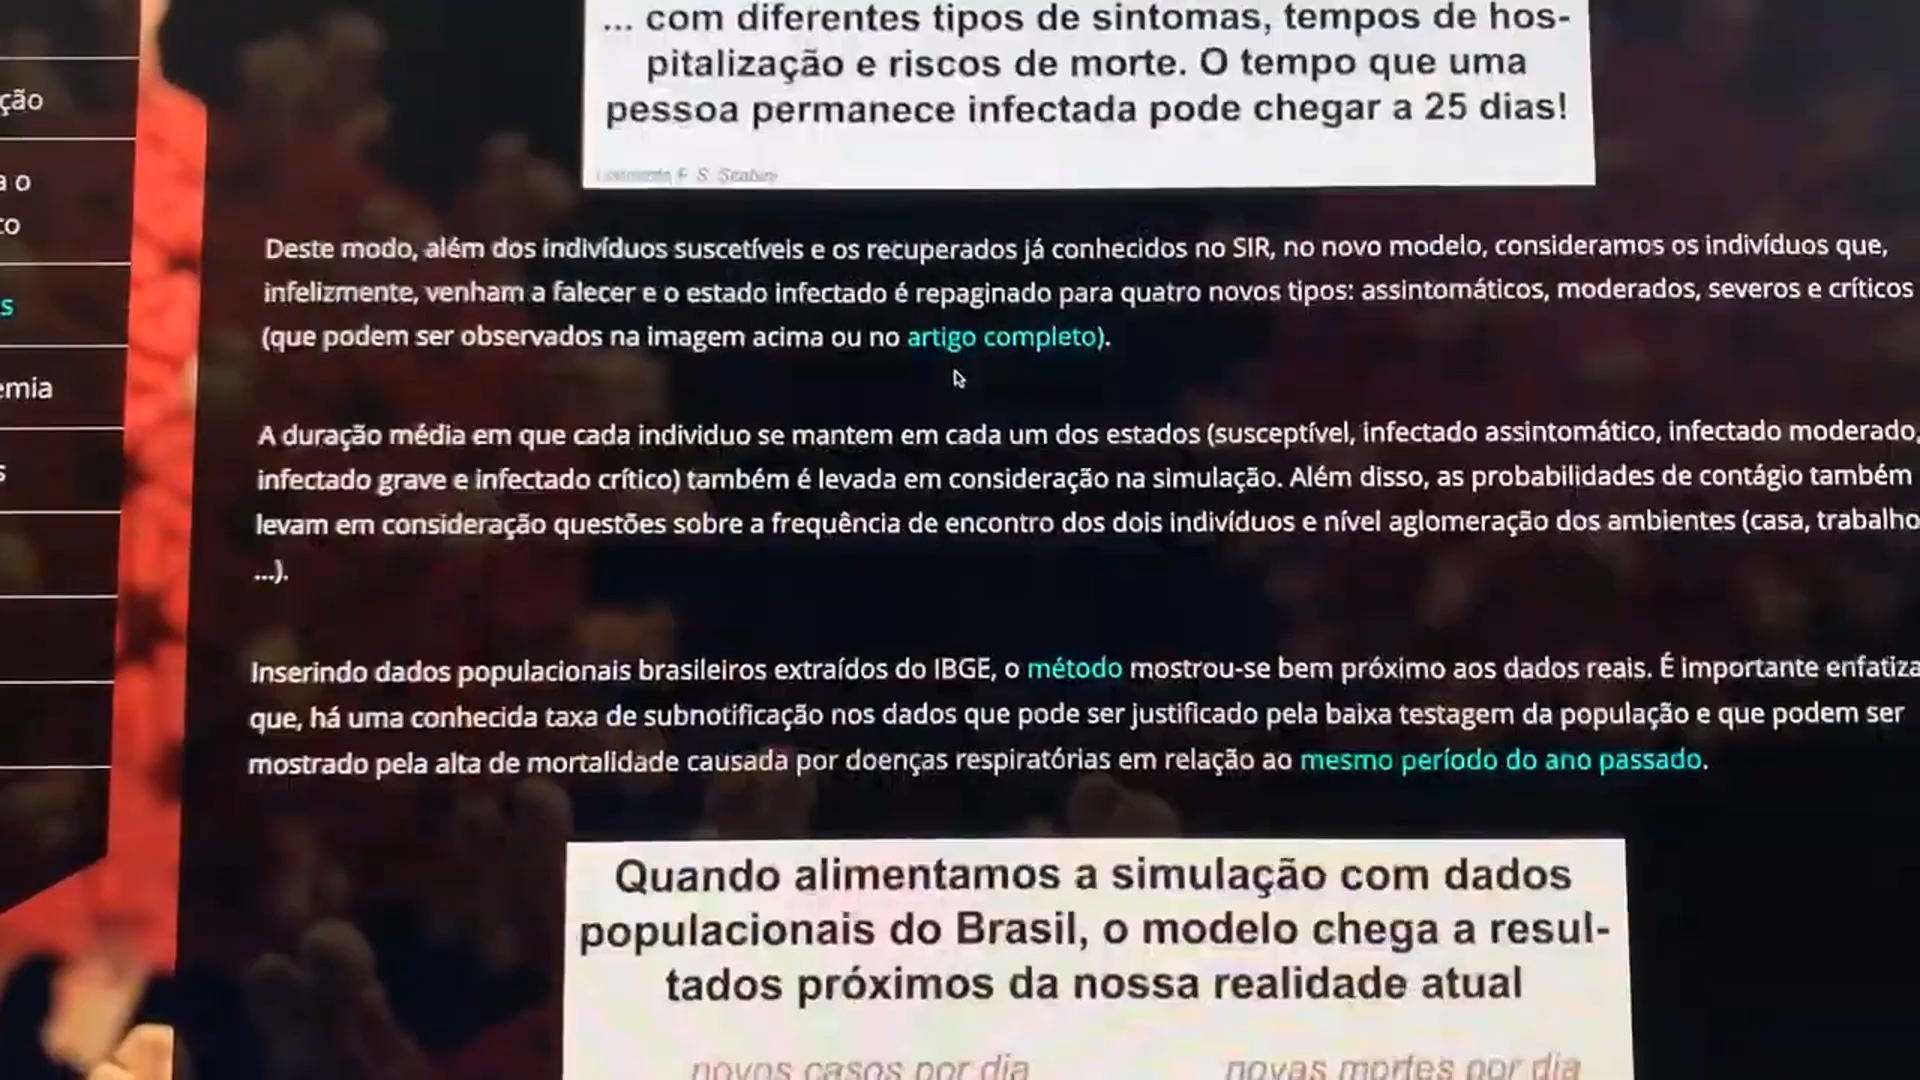 ... com diferentes tipos de sintomas, tempos de hos-
pitalização e riscos de morte. O tempo que uma
pessoa permanece infectada pode chegar a 25 dias!
F. S. Scabini
ção
a o
to
s
emia
s
Deste modo, além dos indivíduos suscetíveis e os recuperados já conhecidos no SIR, no novo modelo, consideramos os indivíduos que,
infelizmente, venham a falecer e o estado infectado é repaginado para quatro novos tipos: assintomáticos, moderados, severos e críticos
(que podem ser observados na imagem acima ou no artigo completo).
A duração média em que cada individuo se mantem em cada um dos estados (susceptível, infectado assintomático, infectado moderado,
infectado grave e infectado crítico) também é levada em consideração na simulação. Além disso, as probabilidades de contágio também
levam em consideração questões sobre a frequência de encontro dos dois indivíduos e nível aglomeração dos ambientes (casa, trabalho
...).
Inserindo dados populacionais brasileiros extraídos do IBGE, o método mostrou-se bem próximo aos dados reais. É importante enfatiza
que, há uma conhecida taxa de subnotificação nos dados que pode ser justificado pela baixa testagem da população e que podem ser
mostrado pela alta de mortalidade causada por doenças respiratórias em relação ao mesmo período do ano passado.
Quando alimentamos a simulação com dados
populacionais do Brasil, o modelo chega a resul-
tados próximos da nossa realidade atual
novos casos por dia novas mortes por dia